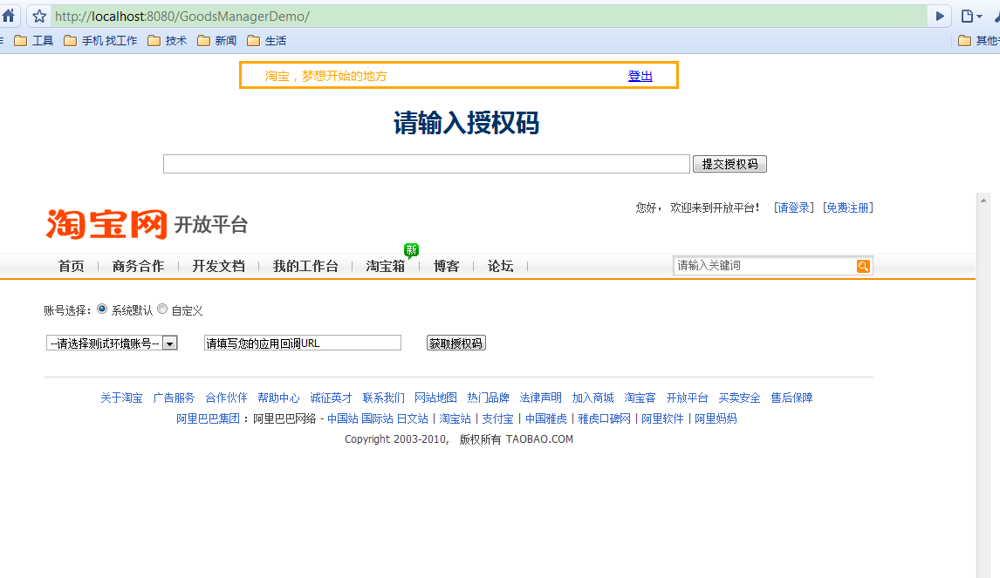 http://localhost:8080/GoodsManagerDemo/
工具 手机 找工作 技术 新闻 生活 其他
淘宝，梦想开始的地方 登出
请输入授权码
提交授权码
您好， 欢迎来到开放平台! [请登录] [免费注册]
淘宝网 开放平台
新
首页 商务合作 开发文档 我的工作台 淘宝箱 博客 论坛 请输入关键词
账号选择： 系统默认 自定义
--请选择测试环境账号-- 请填写您的应用回调URL 获取授权码
关于淘宝 广告服务 合作伙伴 帮助中心 诚征英才 联系我们 网站地图 热门品牌 法律声明 加入商城 淘宝客 开放平台 买卖安全 售后保障
阿里巴巴集团 ： 阿里巴巴网络 - 中国站 国际站 日文站 | 淘宝站 | 支付宝 | 中国雅虎 | 雅虎口碑网 | 阿里软件 | 阿里妈妈
Copyright 2003-2010, 版权所有 TAOBAO.COM